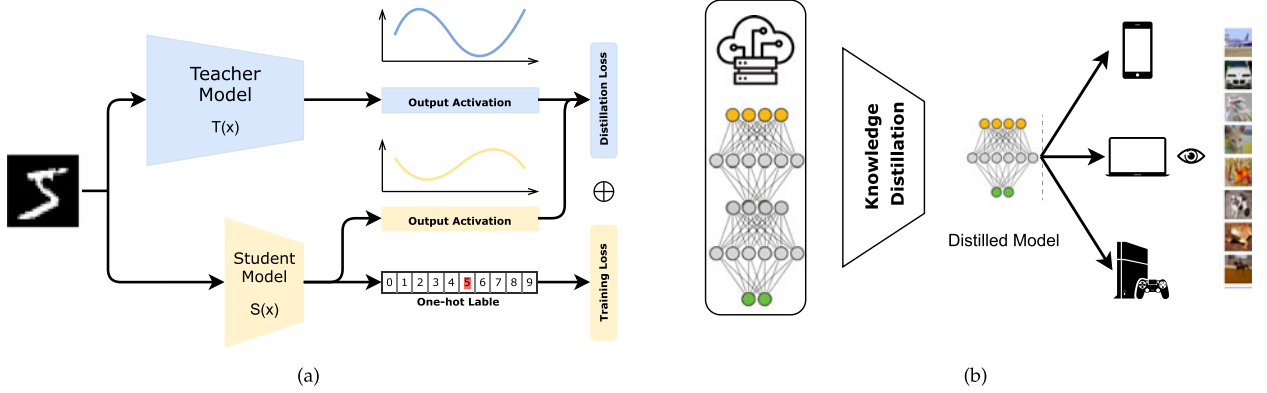 Teacher
Model
T(x)
Output Activation
Distillation Loss
Output Activation
Student
Model
S(x)
0 1 2 3 4 5 6 7 8 9
One-hot Lable
Training Loss
(a)
Knowledge
Distillation
Distilled Model
(b)